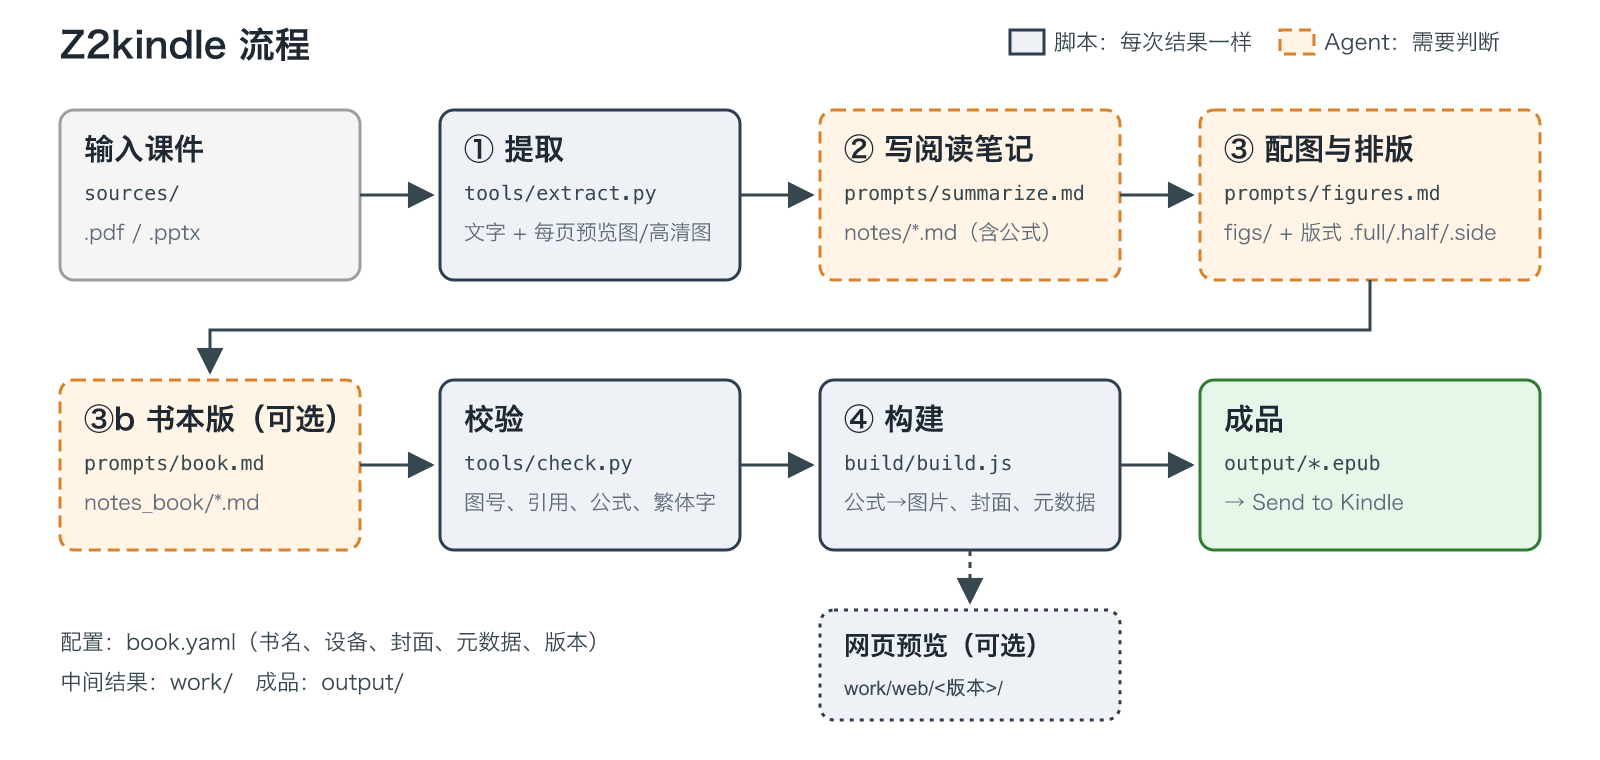 Z2kindle 流程
脚本：每次结果一样
Agent：需要判断
输入课件
sources/
.pdf / .pptx
① 提取
tools/extract.py
文字 + 每页预览图/高清图
② 写阅读笔记
prompts/summarize.md
notes/*.md（含公式）
③ 配图与排版
prompts/figures.md
figs/ + 版式 .full/.half/.side
③b 书本版（可选）
prompts/book.md
notes_book/*.md
校验
tools/check.py
图号、引用、公式、繁体字
④ 构建
build/build.js
公式→图片、封面、元数据
成品
output/*.epub
→ Send to Kindle
网页预览（可选）
work/web/<版本>/
配置：book.yaml（书名、设备、封面、元数据、版本）
中间结果：work/ 成品：output/